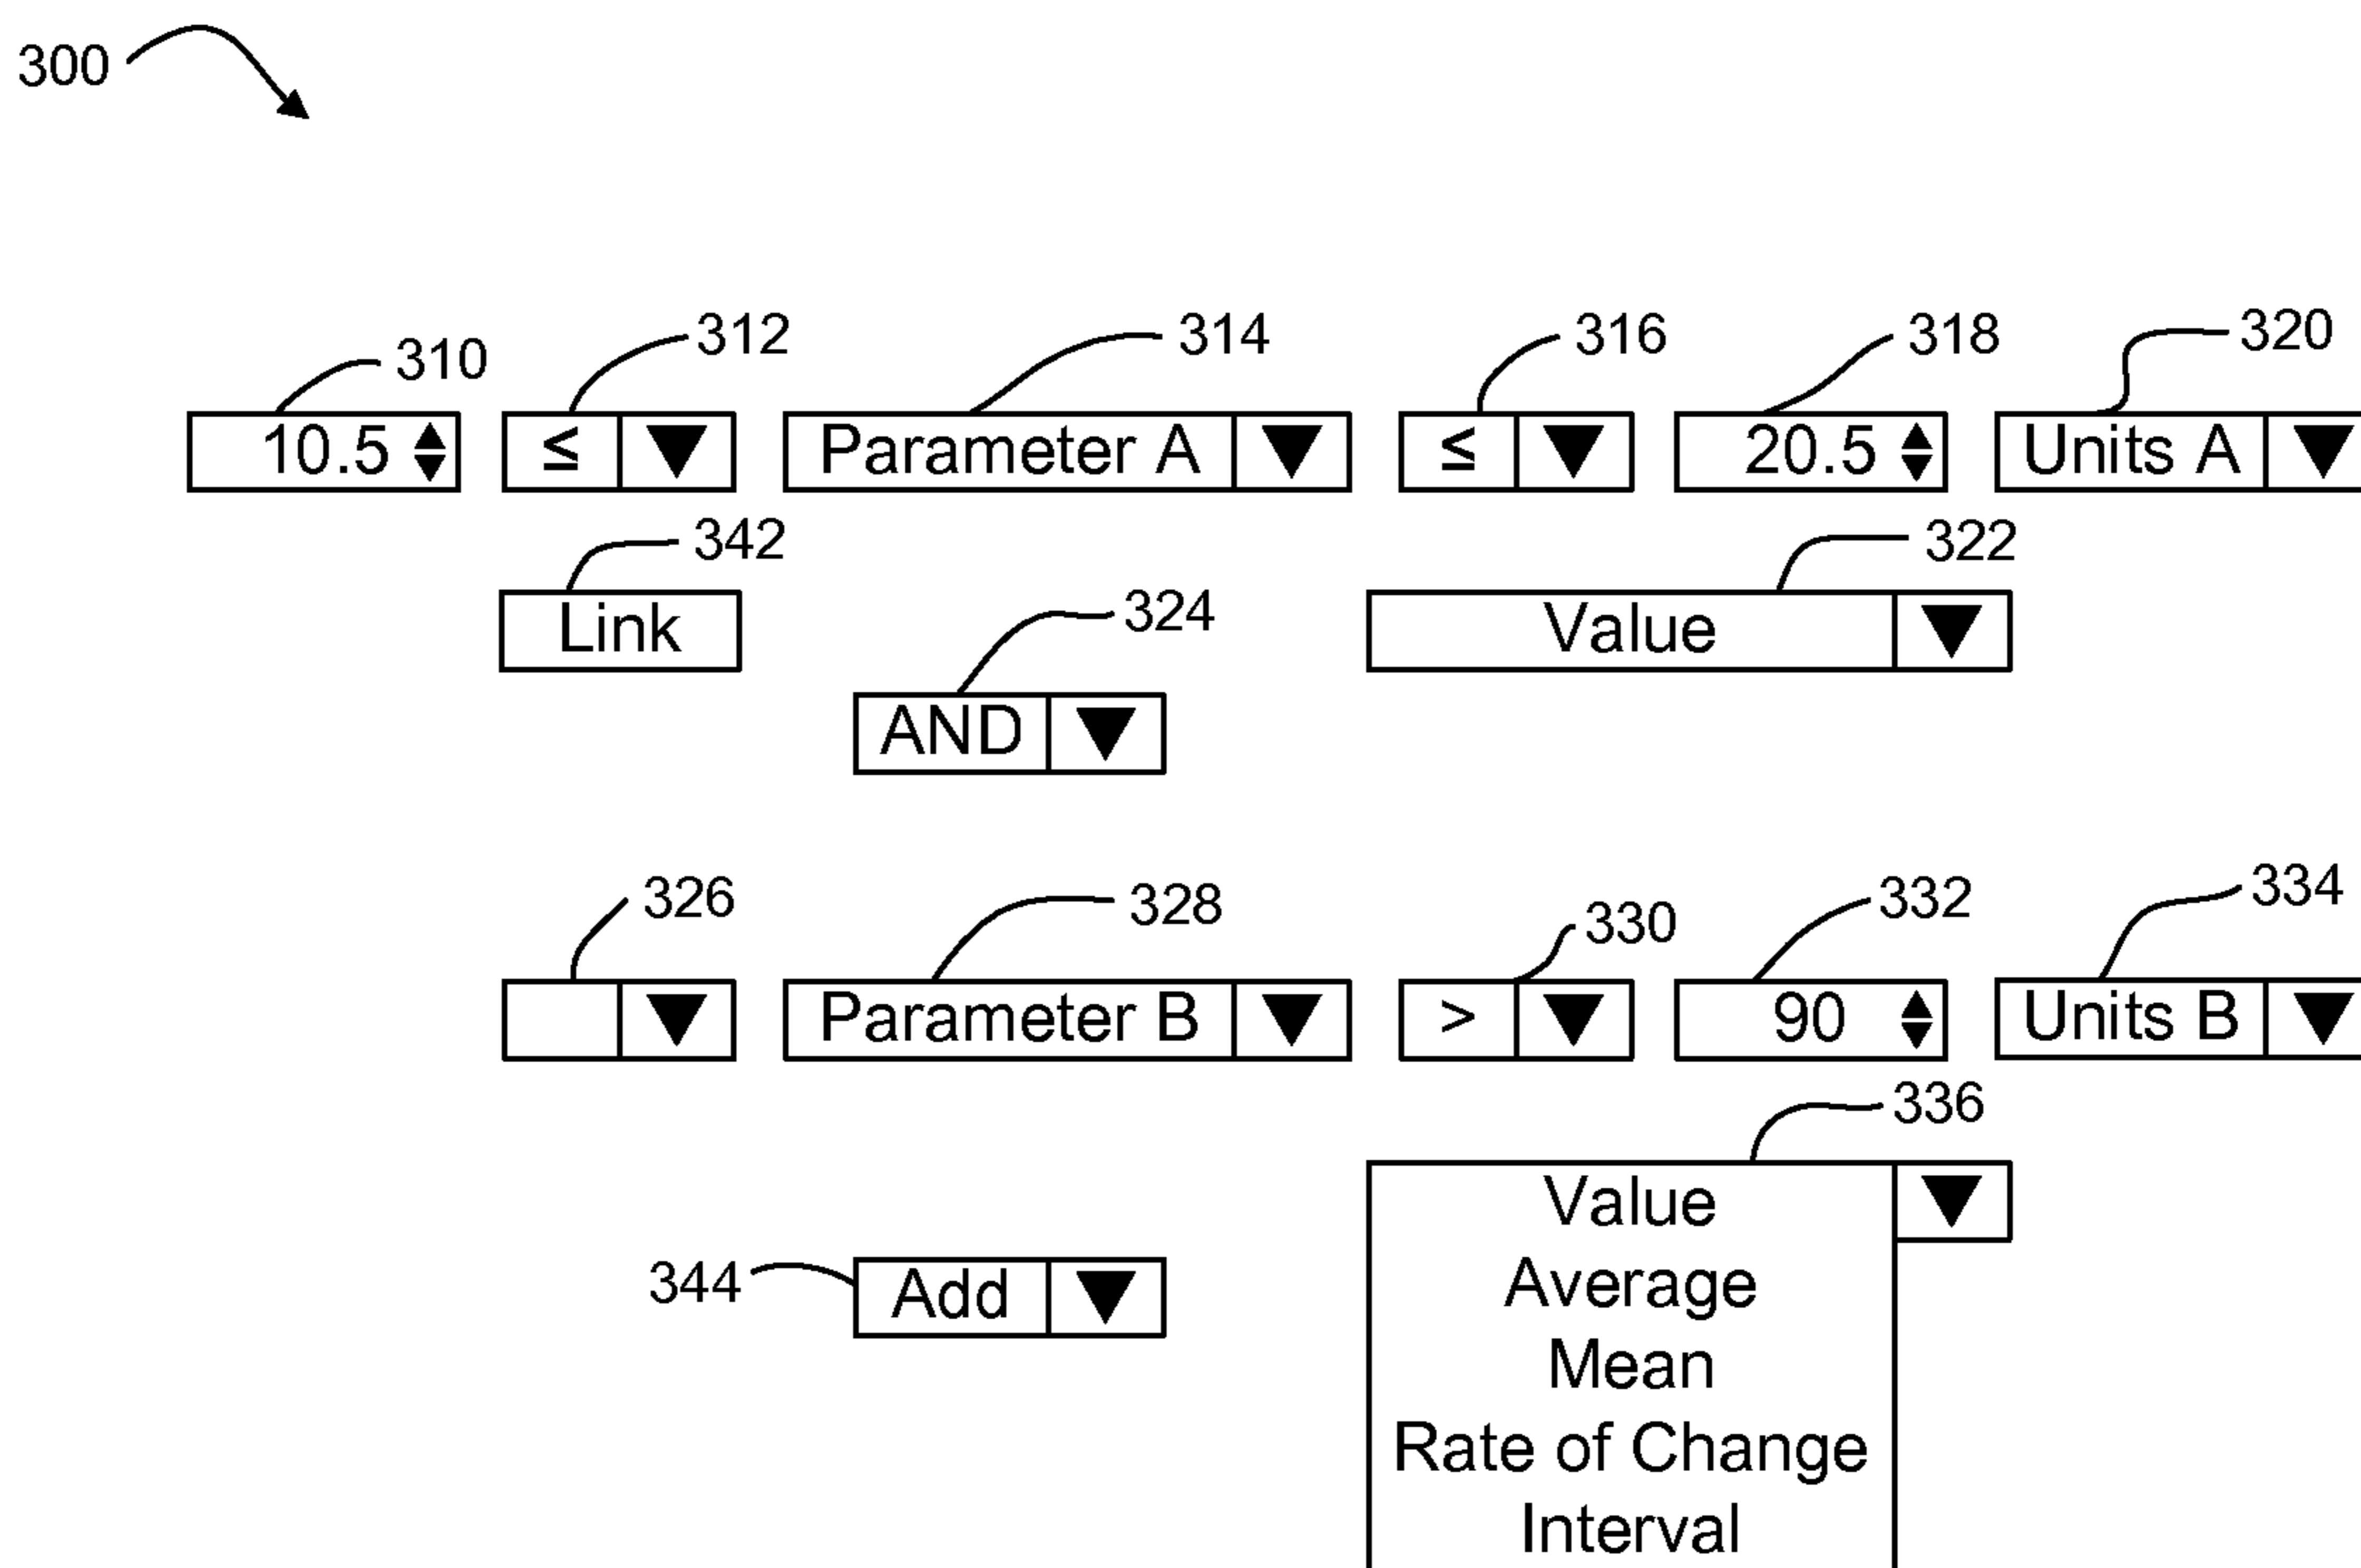 300
310 312 314 316 318 320
10.5 ≤ Parameter A ≤ 20.5 Units A
342 322
Link Value
324
AND
326 328 330 332 334
Parameter B > 90 Units B
336
Value
344 Add Average
Mean
Rate of Change
Interval